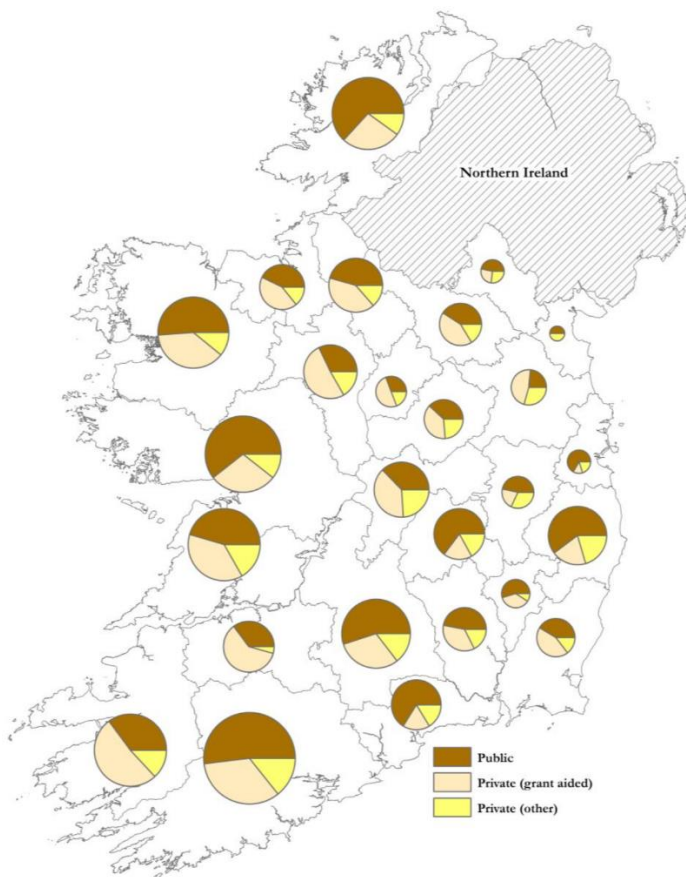 Northern Ireland
Public
Private (grant aided)
Private (other)